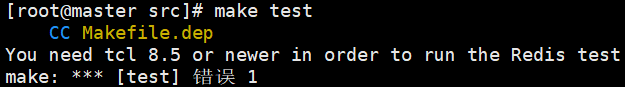 [root@master src]# make test
    CC Makefile.dep
You need tcl 8.5 or newer in order to run the Redis test
make: *** [test] 错误 1